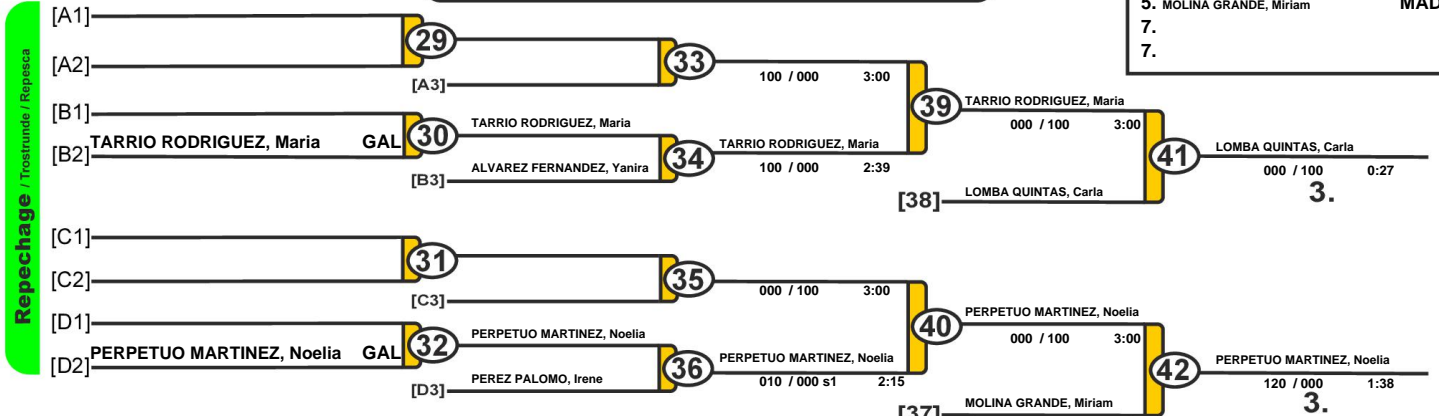 5. MOLINA GRANDE, Miriam MAD
7.
7.
Repechage / Trostrunde / Repesca
[A1]
29
[A2]
33
[A3]
100 / 000 3:00
[B1]
39
TARRIO RODRIGUEZ, Maria
000 / 100 3:00
TARRIO RODRIGUEZ, Maria GAL
30
TARRIO RODRIGUEZ, Maria
[B2]
34
TARRIO RODRIGUEZ, Maria
100 / 000 2:39
[B3]
ALVAREZ FERNANDEZ, Yanira
41
LOMBA QUINTAS, Carla
000 / 100 0:27
3.
[38]
LOMBA QUINTAS, Carla
[C1]
31
[C2]
35
[C3]
000 / 100 3:00
[D1]
40
PERPETUO MARTINEZ, Noelia
000 / 100 3:00
[D2]
PERPETUO MARTINEZ, Noelia GAL
32
PERPETUO MARTINEZ, Noelia
36
PERPETUO MARTINEZ, Noelia
010 / 000 s1 2:15
[D3]
PEREZ PALOMO, Irene
42
PERPETUO MARTINEZ, Noelia
120 / 000 1:38
3.
[37]
MOLINA GRANDE, Miriam